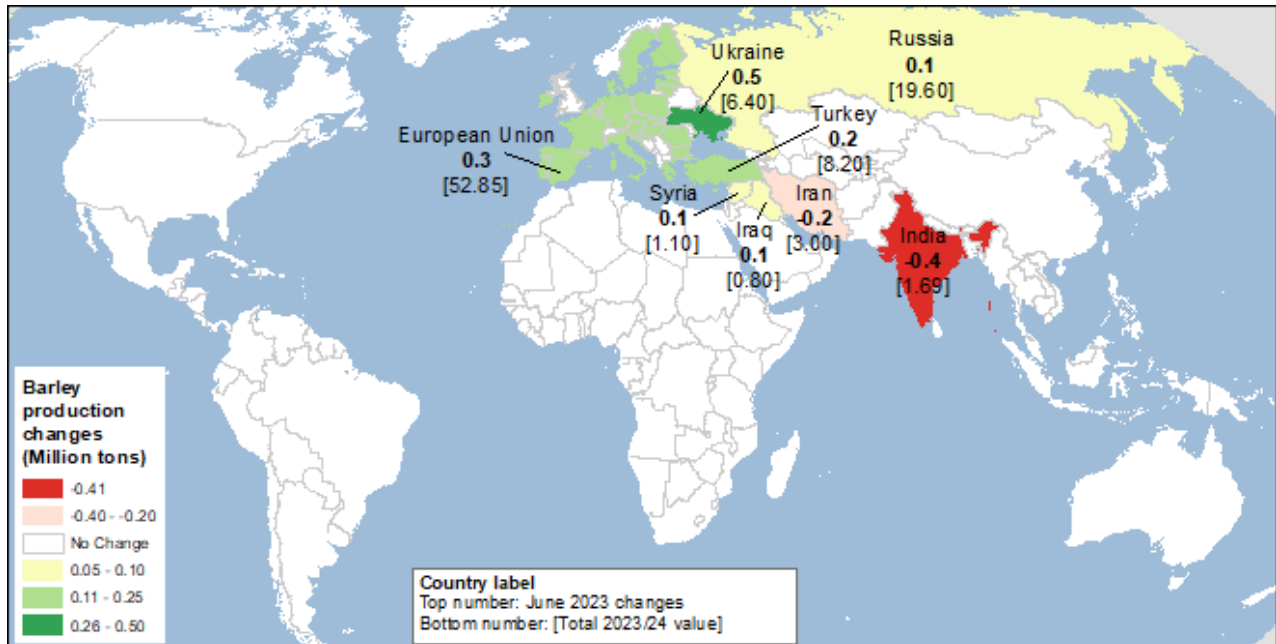 Ukraine
0.5
[6.40]
Russia
0.1
[19.60]
European Union
0.3
[52.85]
Turkey
0.2
[8.20]
Syria
0.1
[1.10]
Iraq
0.1
[0.80]
Iran
-0.2
[3.00]
India
-0.4
[1.69]
Barley
production
changes
(Million tons)
-0.41
-0.40 - -0.20
No Change
0.05 - 0.10
0.11 - 0.25
0.26 - 0.50
Country label
Top number: June 2023 changes
Bottom number: [Total 2023/24 value]